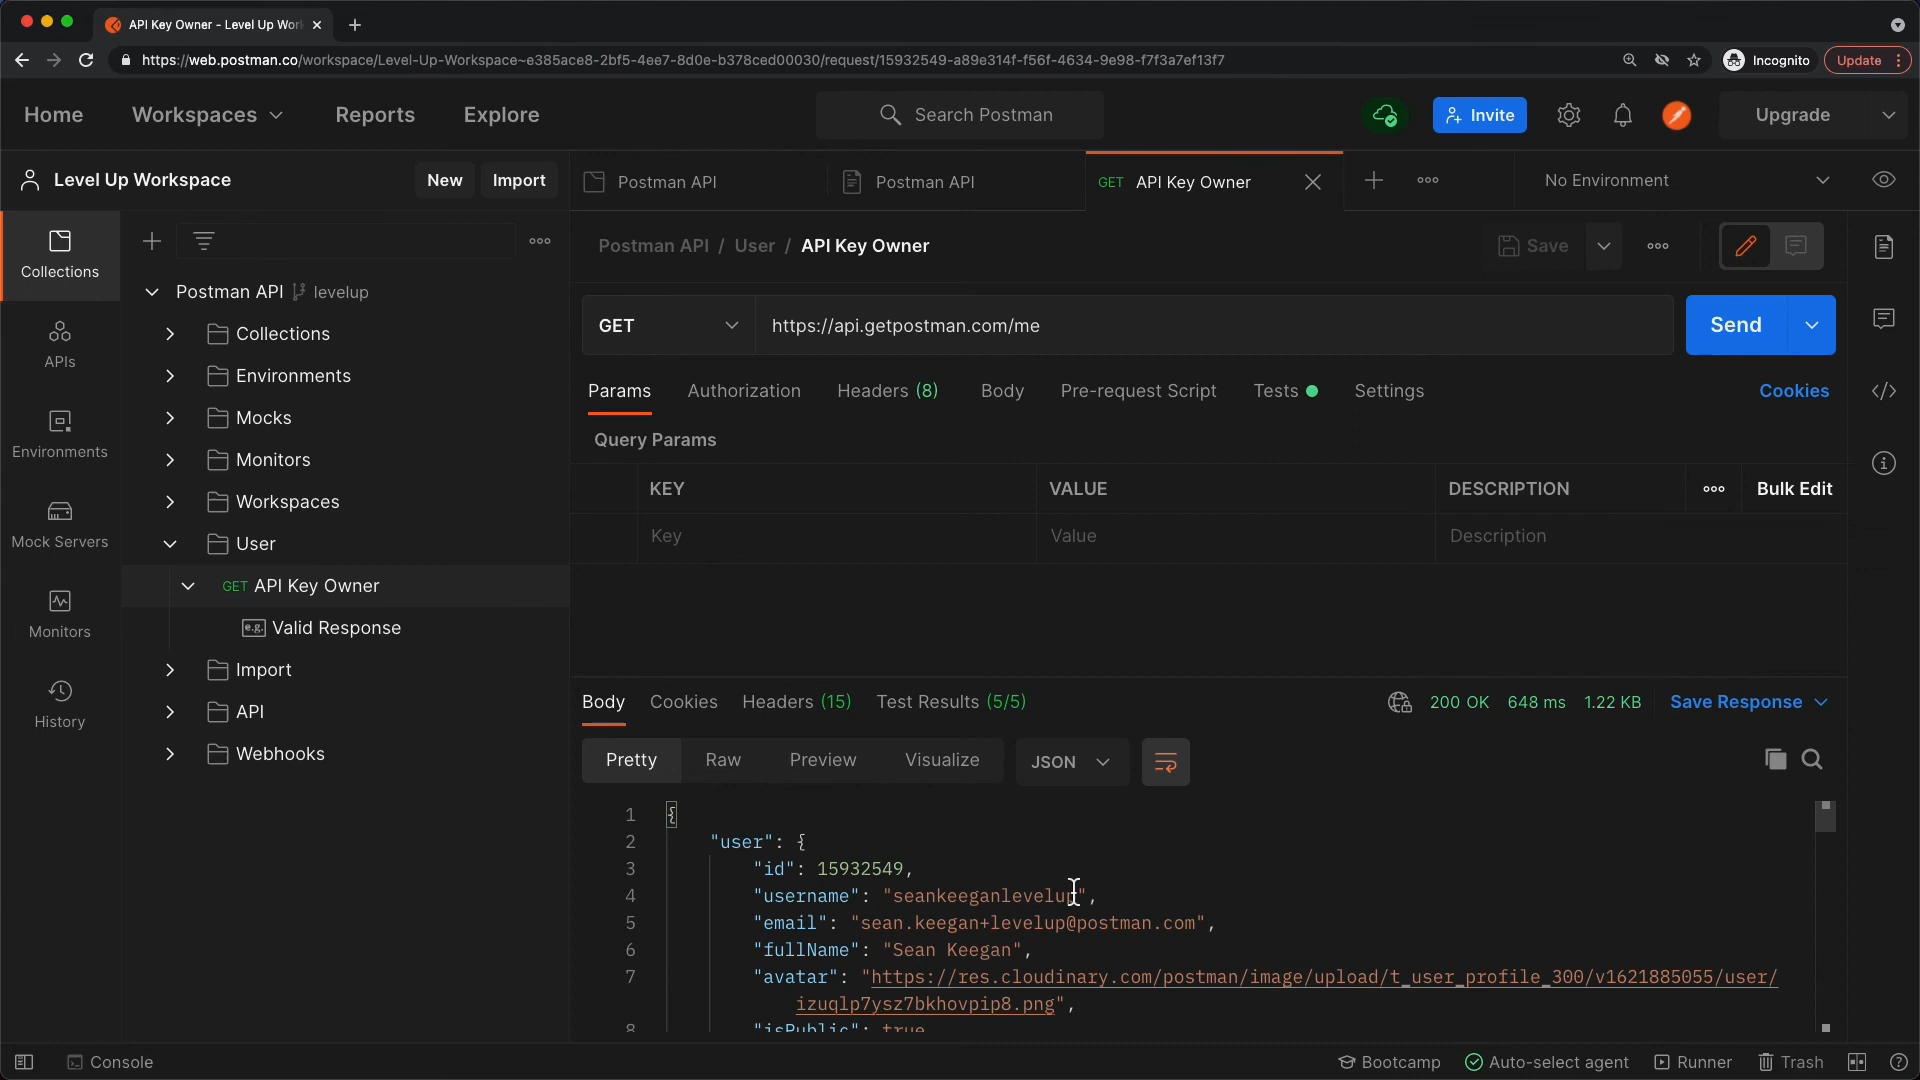 API Key Owner - Level Up Work
https://web.postman.co/workspace/Level-Up-Workspace~e385ace8-2bf5-4ee7-8d0e-b378ced00030/request/15932549-a89e314f-f56f-4634-9e98-f7f3a7ef13f7
Incognito
Update
Home Workspaces Reports Explore
Search Postman
Invite
Upgrade
Level Up Workspace
New Import
Postman API
Postman API
GET API Key Owner
No Environment
Collections
APIs
Environments
Mock Servers
Monitors
History
Postman API levelup
Collections
Environments
Mocks
Monitors
Workspaces
User
GET API Key Owner
e.g. Valid Response
Import
API
Webhooks
Postman API / User / API Key Owner
Save
GET https://api.getpostman.com/me
Send
Params Authorization Headers (8) Body Pre-request Script Tests Settings
Cookies
Query Params
KEY VALUE DESCRIPTION Bulk Edit
Key Value Description
Body Cookies Headers (15) Test Results (5/5)
200 OK 648 ms 1.22 KB Save Response
Pretty Raw Preview Visualize JSON
1 {
2 "user": {
3 "id": 15932549,
4 "username": "seankeeganlevelup",
5 "email": "sean.keegan+levelup@postman.com",
6 "fullName": "Sean Keegan",
7 "avatar": "https://res.cloudinary.com/postman/image/upload/t_user_profile_300/v1621885055/user/
izuqlp7ysz7bkhovpip8.png",
8 "isPublic": true
Console
Bootcamp Auto-select agent Runner Trash